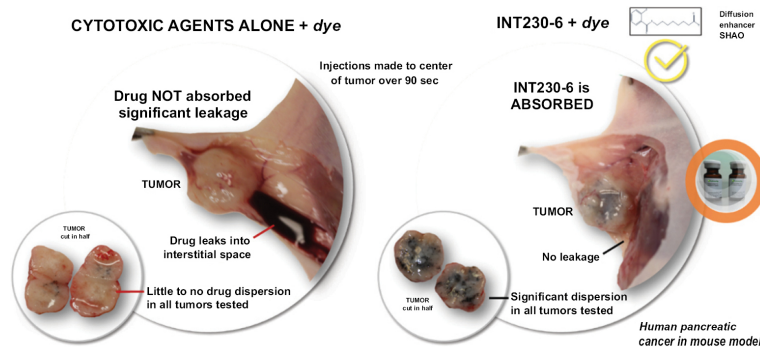 CYTOTOXIC AGENTS ALONE + dye
INT230-6 + dye
Diffusion
enhancer
SHAO
Injections made to center
of tumor over 90 sec
Drug NOT absorbed
significant leakage
INT230-6 is
ABSORBED
TUMOR
TUMOR
TUMOR
cut in half
Drug leaks into
interstitial space
No leakage
Little to no drug dispersion
in all tumors tested
TUMOR
cut in half
Significant dispersion
in all tumors tested
Human pancreatic
cancer in mouse model